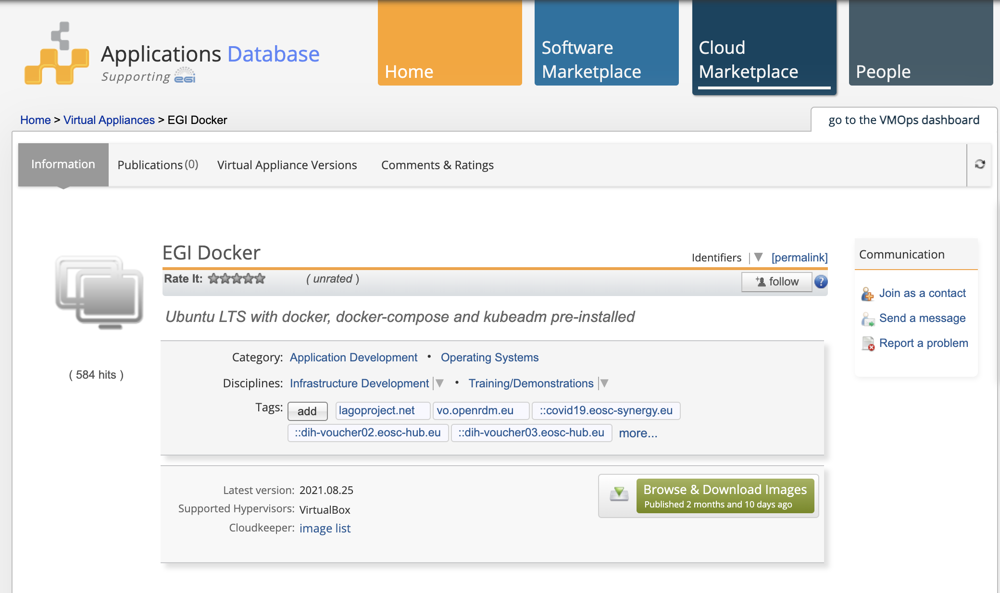 Applications Database
Supporting egi
Home
Software
Marketplace
Cloud
Marketplace
People
Home > Virtual Appliances > EGI Docker
go to the VMOps dashboard
Information
Publications (0)
Virtual Appliance Versions
Comments & Ratings
EGI Docker
Identifiers
[permalink]
Rate It:
( unrated )
follow
?
Ubuntu LTS with docker, docker-compose and kubeadm pre-installed
( 584 hits )
Category: Application Development • Operating Systems
Disciplines: Infrastructure Development • Training/Demonstrations
Tags: add lagoproject.net vo.openrdm.eu ::covid19.eosc-synergy.eu
::dih-voucher02.eosc-hub.eu ::dih-voucher03.eosc-hub.eu more...
Latest version: 2021.08.25
Supported Hypervisors: VirtualBox
Cloudkeeper: image list
Browse & Download Images
Published 2 months and 10 days ago
Communication
Join as a contact
Send a message
Report a problem